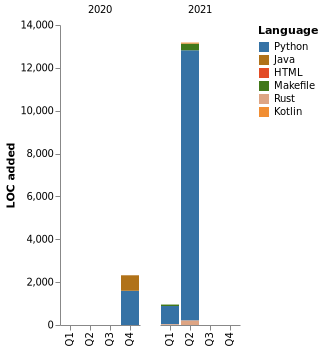 2020 2021
LOC added
14,000
12,000
10,000
8,000
6,000
4,000
2,000
0
Q1 Q2 Q3 Q4 Q1 Q2 Q3 Q4
Language
Python
Java
HTML
Makefile
Rust
Kotlin